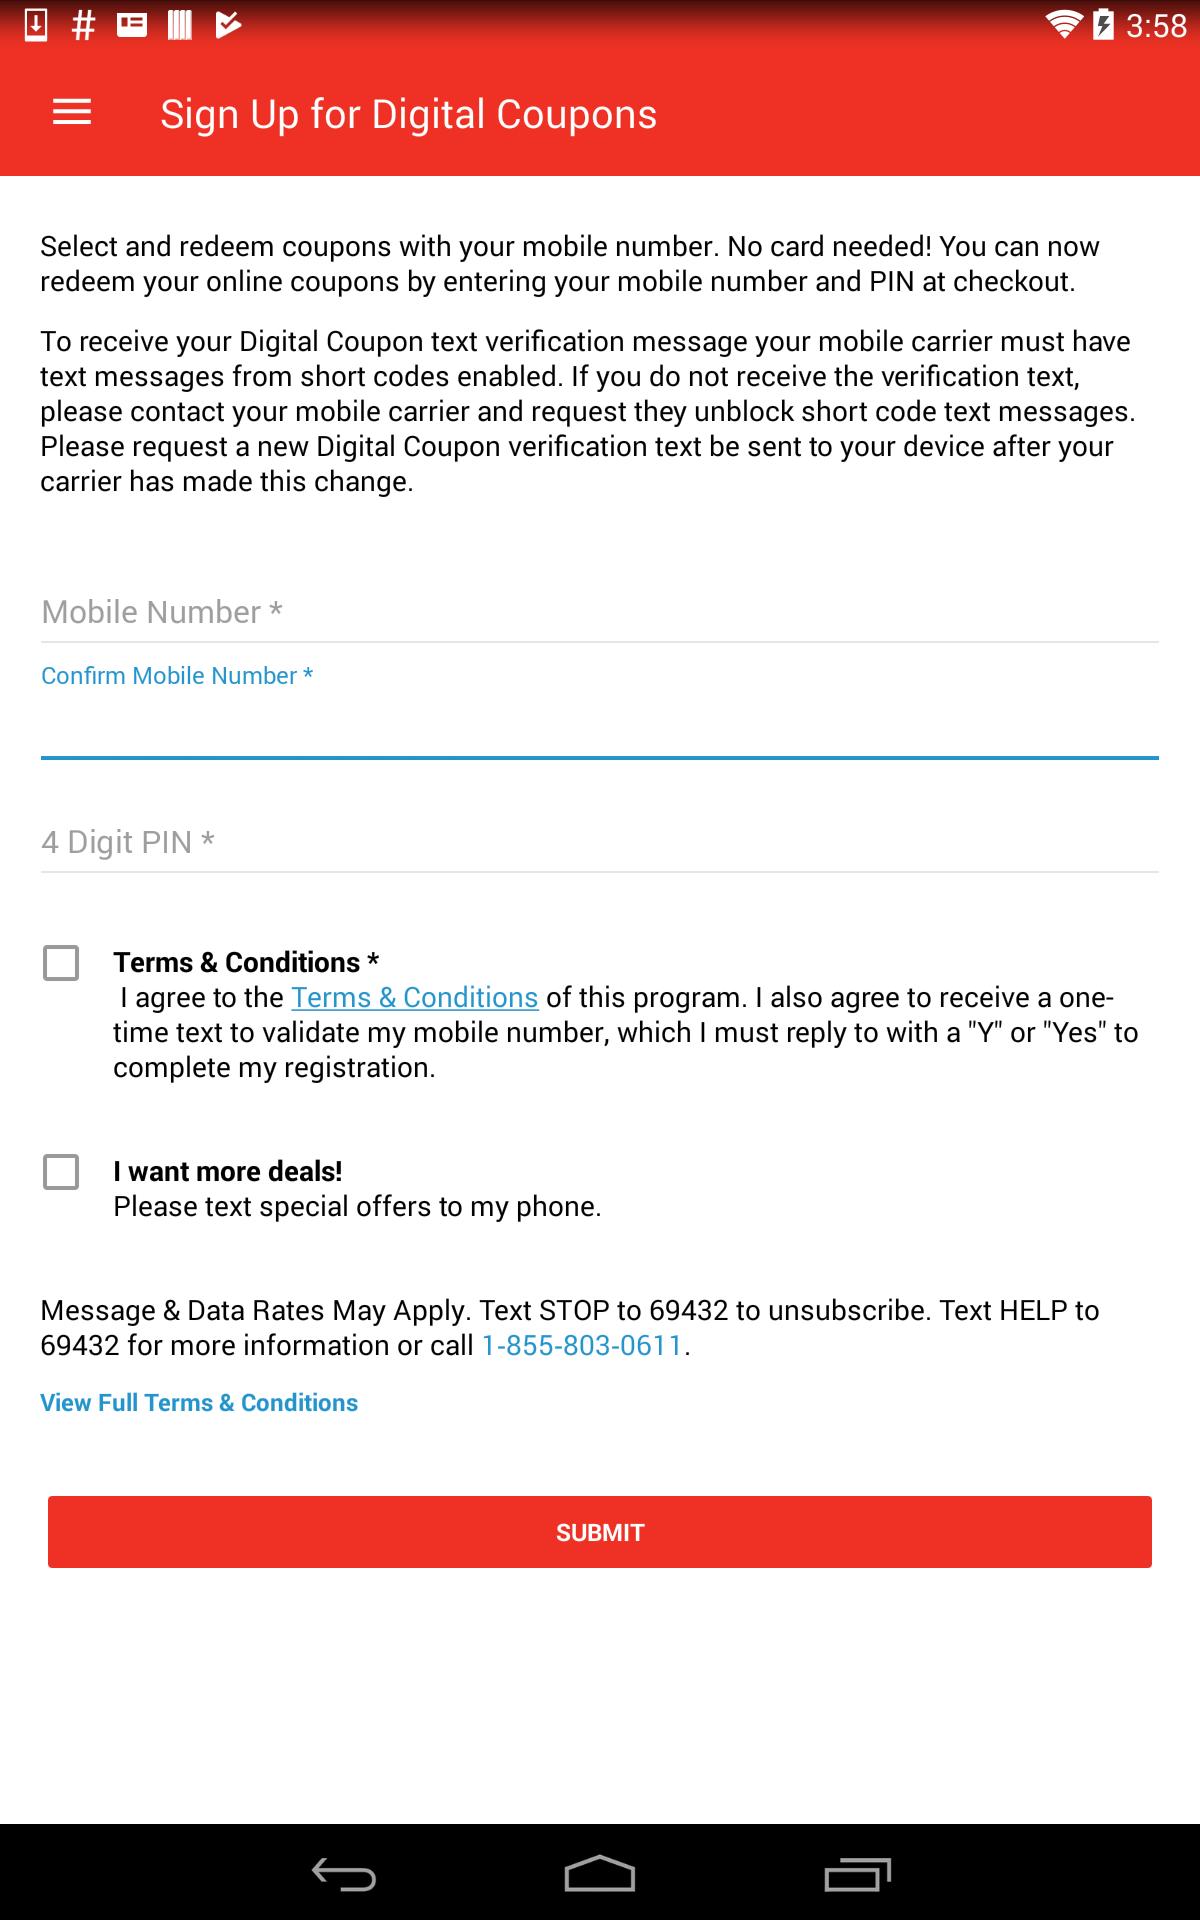 3:58
Sign Up for Digital Coupons
Select and redeem coupons with your mobile number. No card needed! You can now
redeem your online coupons by entering your mobile number and PIN at checkout.
To receive your Digital Coupon text verification message your mobile carrier must have
text messages from short codes enabled. If you do not receive the verification text,
please contact your mobile carrier and request they unblock short code text messages.
Please request a new Digital Coupon verification text be sent to your device after your
carrier has made this change.
Mobile Number *
Confirm Mobile Number *
4 Digit PIN *
Terms & Conditions *
I agree to the Terms & Conditions of this program. I also agree to receive a one-
time text to validate my mobile number, which I must reply to with a "Y" or "Yes" to
complete my registration.
I want more deals!
Please text special offers to my phone.
Message & Data Rates May Apply. Text STOP to 69432 to unsubscribe. Text HELP to
69432 for more information or call 1-855-803-0611.
View Full Terms & Conditions
SUBMIT